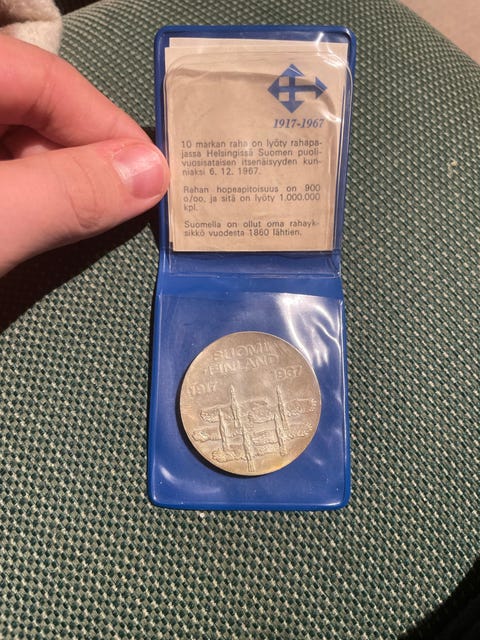 1917-1967
10 markan raha on lyöty rahapa-
jassa Helsingissä Suomen puoli-
vuosisataisen itsenäisyyden kun-
niaksi 6. 12. 1967.
Rahan hopeapitoisuus on 900
o/oo, ja sitä on lyöty 1.000.000
kpl.
Suomella on ollut oma rahayk-
sikkö vuodesta 1860 lähtien.
SUOMI
FINLAND
1917 1967